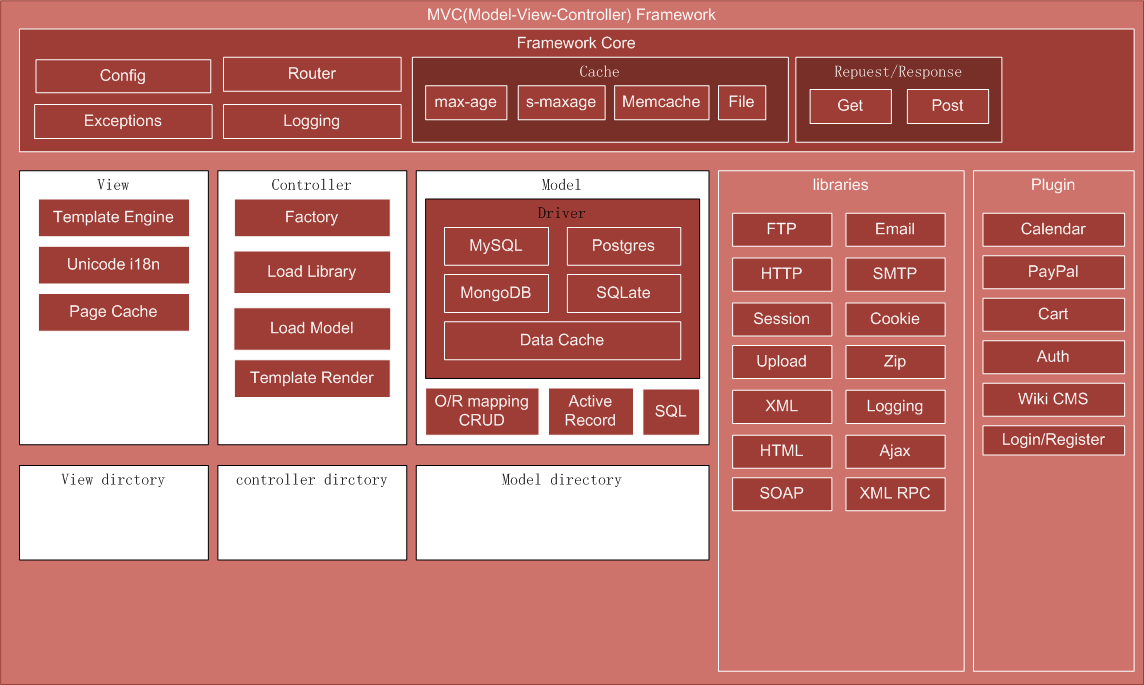 MVC(Model-View-Controller) Framework
Framework Core
Config
Router
Exceptions
Logging
Cache
max-age
s-maxage
Memcache
File
Repuest/Response
Get
Post
View
Template Engine
Unicode i18n
Page Cache
Controller
Factory
Load Library
Load Model
Template Render
Model
Driver
MySQL
Postgres
MongoDB
SQLate
Data Cache
O/R mapping
CRUD
Active
Record
SQL
libraries
FTP
Email
HTTP
SMTP
Session
Cookie
Upload
Zip
XML
Logging
HTML
Ajax
SOAP
XML RPC
Plugin
Calendar
PayPal
Cart
Auth
Wiki CMS
Login/Register
View dirctory
controller dirctory
Model directory